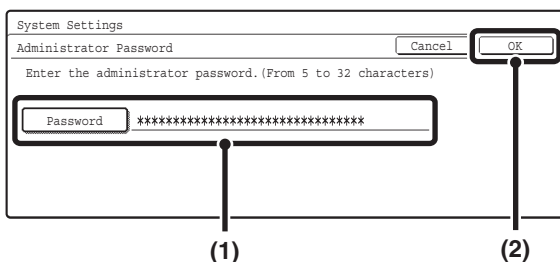 System Settings
Administrator Password Cancel OK
Enter the administrator password.(From 5 to 32 characters)
Password ********************************
(1) (2)